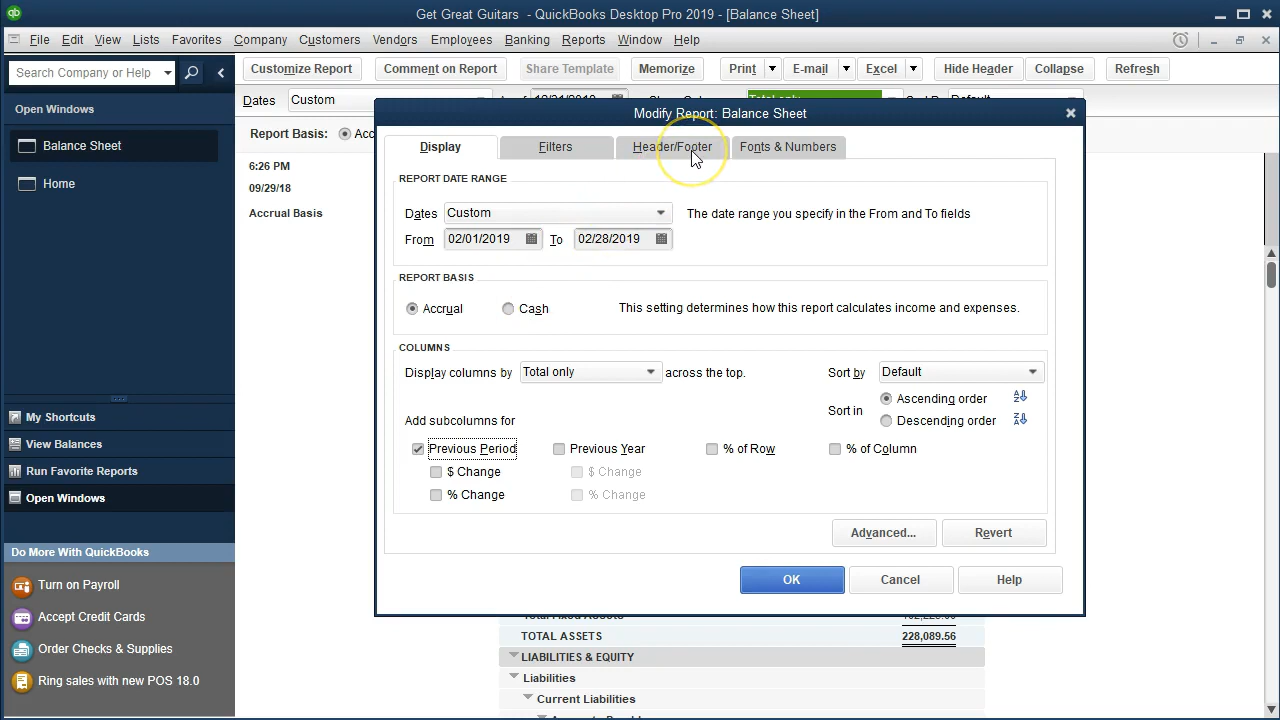 Get Great Guitars - QuickBooks Desktop Pro 2019 - [Balance Sheet]
File Edit View Lists Favorites Company Customers Vendors Employees Banking Reports Window Help
Search Company or Help
Customize Report Comment on Report Share Template Memorize Print E-mail Excel Hide Header Collapse Refresh
Open Windows
Dates Custom
Total only
Default
Modify Report: Balance Sheet
Report Basis: Acc
Balance Sheet
Home
6:26 PM
09/29/18
Accrual Basis
Display Filters Header/Footer Fonts & Numbers
REPORT DATE RANGE
Dates Custom The date range you specify in the From and To fields
From 02/01/2019 To 02/28/2019
REPORT BASIS
Accrual Cash This setting determines how this report calculates income and expenses.
COLUMNS
Display columns by Total only across the top. Sort by Default
Sort in Ascending order
Descending order
Add subcolumns for
Previous Period Previous Year % of Row % of Column
$ Change $ Change
% Change % Change
Advanced... Revert
OK Cancel Help
My Shortcuts
View Balances
Run Favorite Reports
Open Windows
Do More With QuickBooks
Turn on Payroll
Accept Credit Cards
Order Checks & Supplies
Ring sales with new POS 18.0
TOTAL ASSETS 228,089.56
LIABILITIES & EQUITY
Liabilities
Current Liabilities